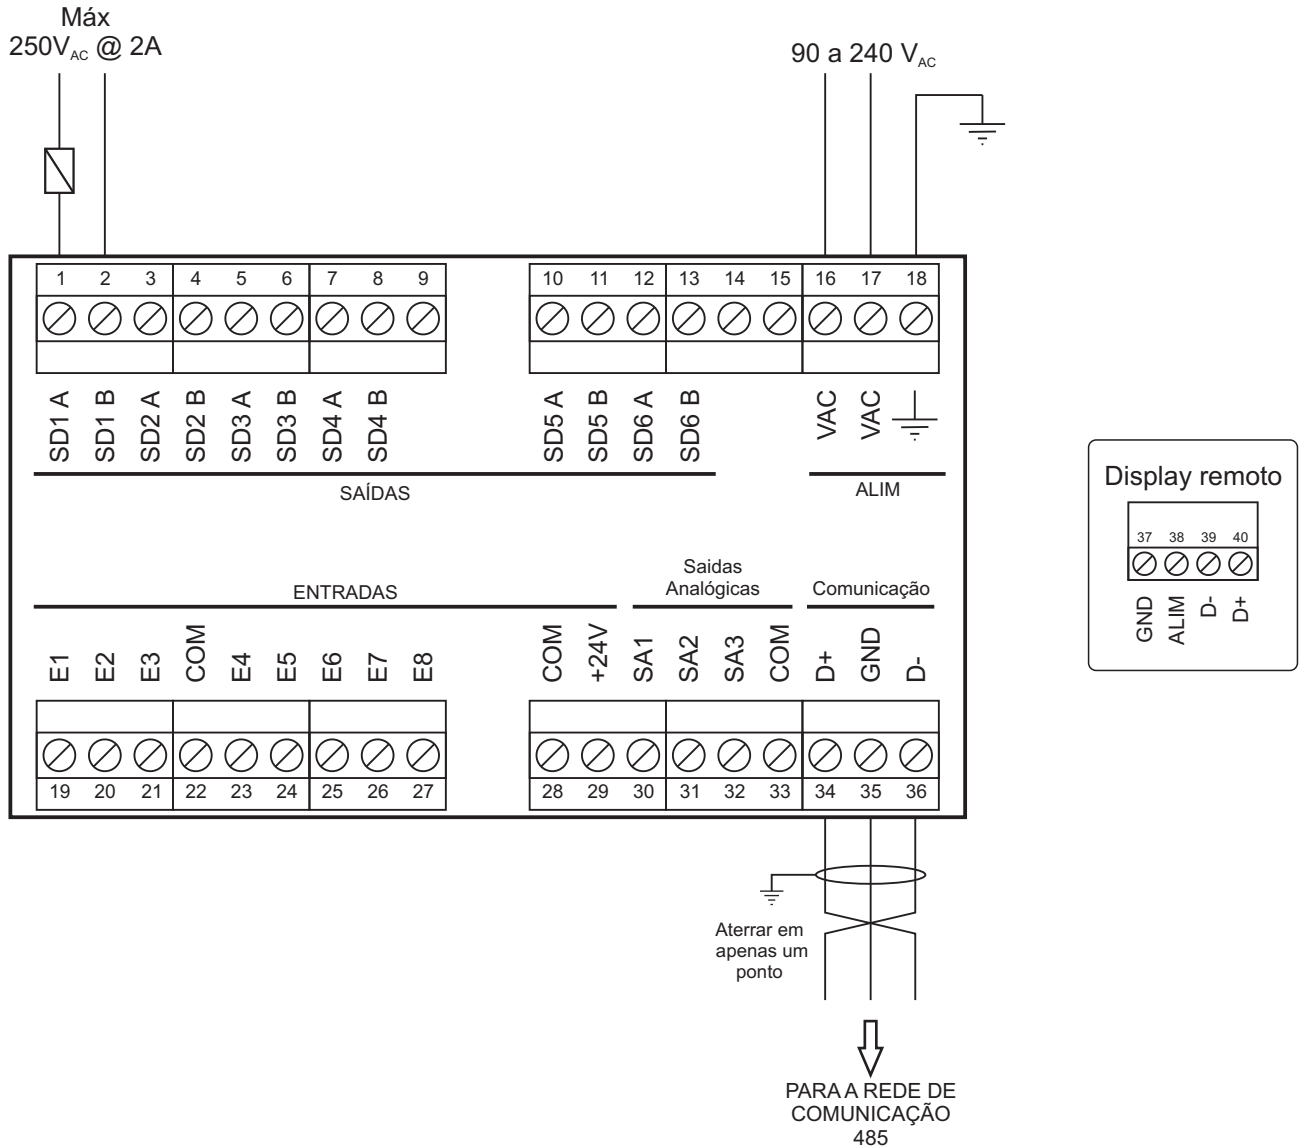 Máx
250VAC @ 2A
90 a 240 VAC
1 2 3 4 5 6 7 8 9 10 11 12 13 14 15 16 17 18
SD1 A SD1 B SD2 A SD2 B SD3 A SD3 B SD4 A SD4 B SD5 A SD5 B SD6 A SD6 B VAC VAC
SAÍDAS
ALIM
ENTRADAS
Saidas
Analógicas
Comunicação
E1 E2 E3 COM E4 E5 E6 E7 E8 COM +24V SA1 SA2 SA3 COM D+ GND D-
19 20 21 22 23 24 25 26 27 28 29 30 31 32 33 34 35 36
Display remoto
37 38 39 40
GND ALIM D- D+
Aterrar em
apenas um
ponto
PARA A REDE DE
COMUNICAÇÃO
485